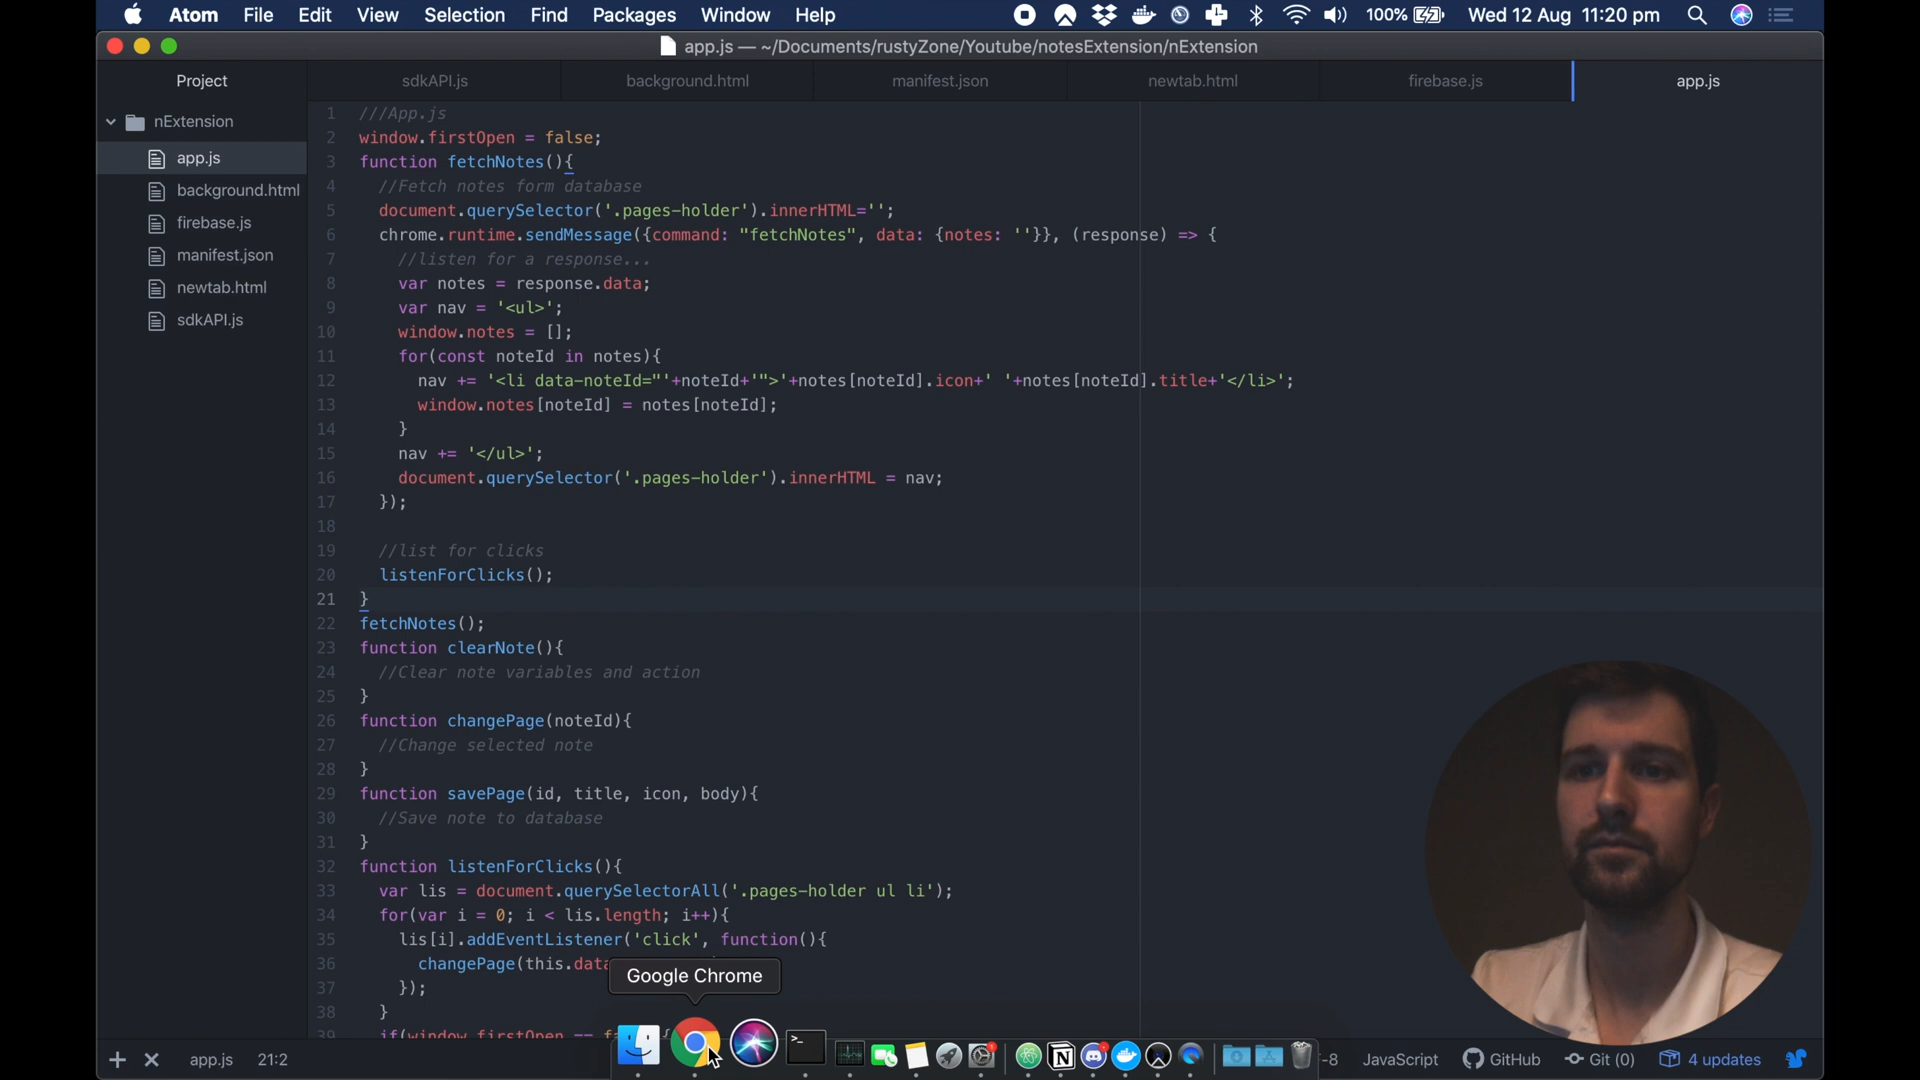 Atom File Edit View Selection Find Packages Window Help 100% Wed 12 Aug 11:20 pm
app.js — ~/Documents/rustyZone/Youtube/notesExtension/nExtension
Project sdkAPI.js background.html manifest.json newtab.html firebase.js app.js
nExtension
app.js
background.html
firebase.js
manifest.json
newtab.html
sdkAPI.js
1 ///App.js
2 window.firstOpen = false;
3 function fetchNotes(){
4 //Fetch notes form database
5 document.querySelector('.pages-holder').innerHTML='';
6 chrome.runtime.sendMessage({command: "fetchNotes", data: {notes: ''}}, (response) => {
7 //listen for a response...
8 var notes = response.data;
9 var nav = '<ul>';
10 window.notes = [];
11 for(const noteId in notes){
12 nav += '<li data-noteId="'+noteId+'">'+notes[noteId].icon+' '+notes[noteId].title+'</li>';
13 window.notes[noteId] = notes[noteId];
14 }
15 nav += '</ul>';
16 document.querySelector('.pages-holder').innerHTML = nav;
17 });
18
19 //list for clicks
20 listenForClicks();
21 }
22 fetchNotes();
23 function clearNote(){
24 //Clear note variables and action
25 }
26 function changePage(noteId){
27 //Change selected note
28 }
29 function savePage(id, title, icon, body){
30 //Save note to database
31 }
32 function listenForClicks(){
33 var lis = document.querySelectorAll('.pages-holder ul li');
34 for(var i = 0; i < lis.length; i++){
35 lis[i].addEventListener('click', function(){
36 changePage(this.data
37 });
38 }
39 if(window.firstOpen == f
Google Chrome
app.js 21:2 -8 JavaScript GitHub Git (0) 4 updates